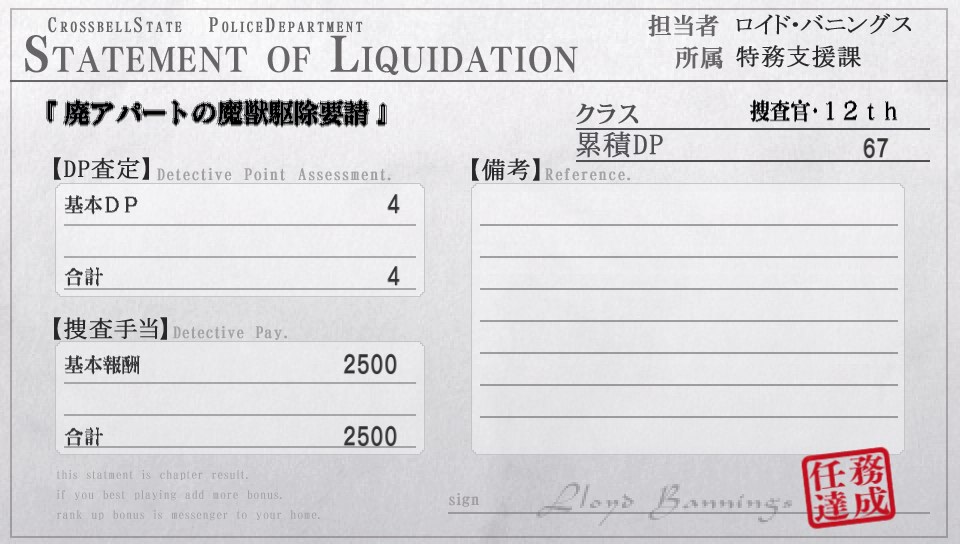 CROSSBELLSTATE POLICEDEPARTMENT
STATEMENT OF LIQUIDATION
担当者 ロイド・バニングス
所属 特務支援課
『廃アパートの魔獣駆除要請』
クラス 捜査官・12th
累積DP 67
【DP査定】Detective Point Assessment.
基本DP 4
合計 4
【捜査手当】Detective Pay.
基本報酬 2500
合計 2500
【備考】Reference.
this statment is chapter result.
if you best playing add more bonus.
rank up bonus is messenger to your home.
sign Lloyd Bannings
任務
達成